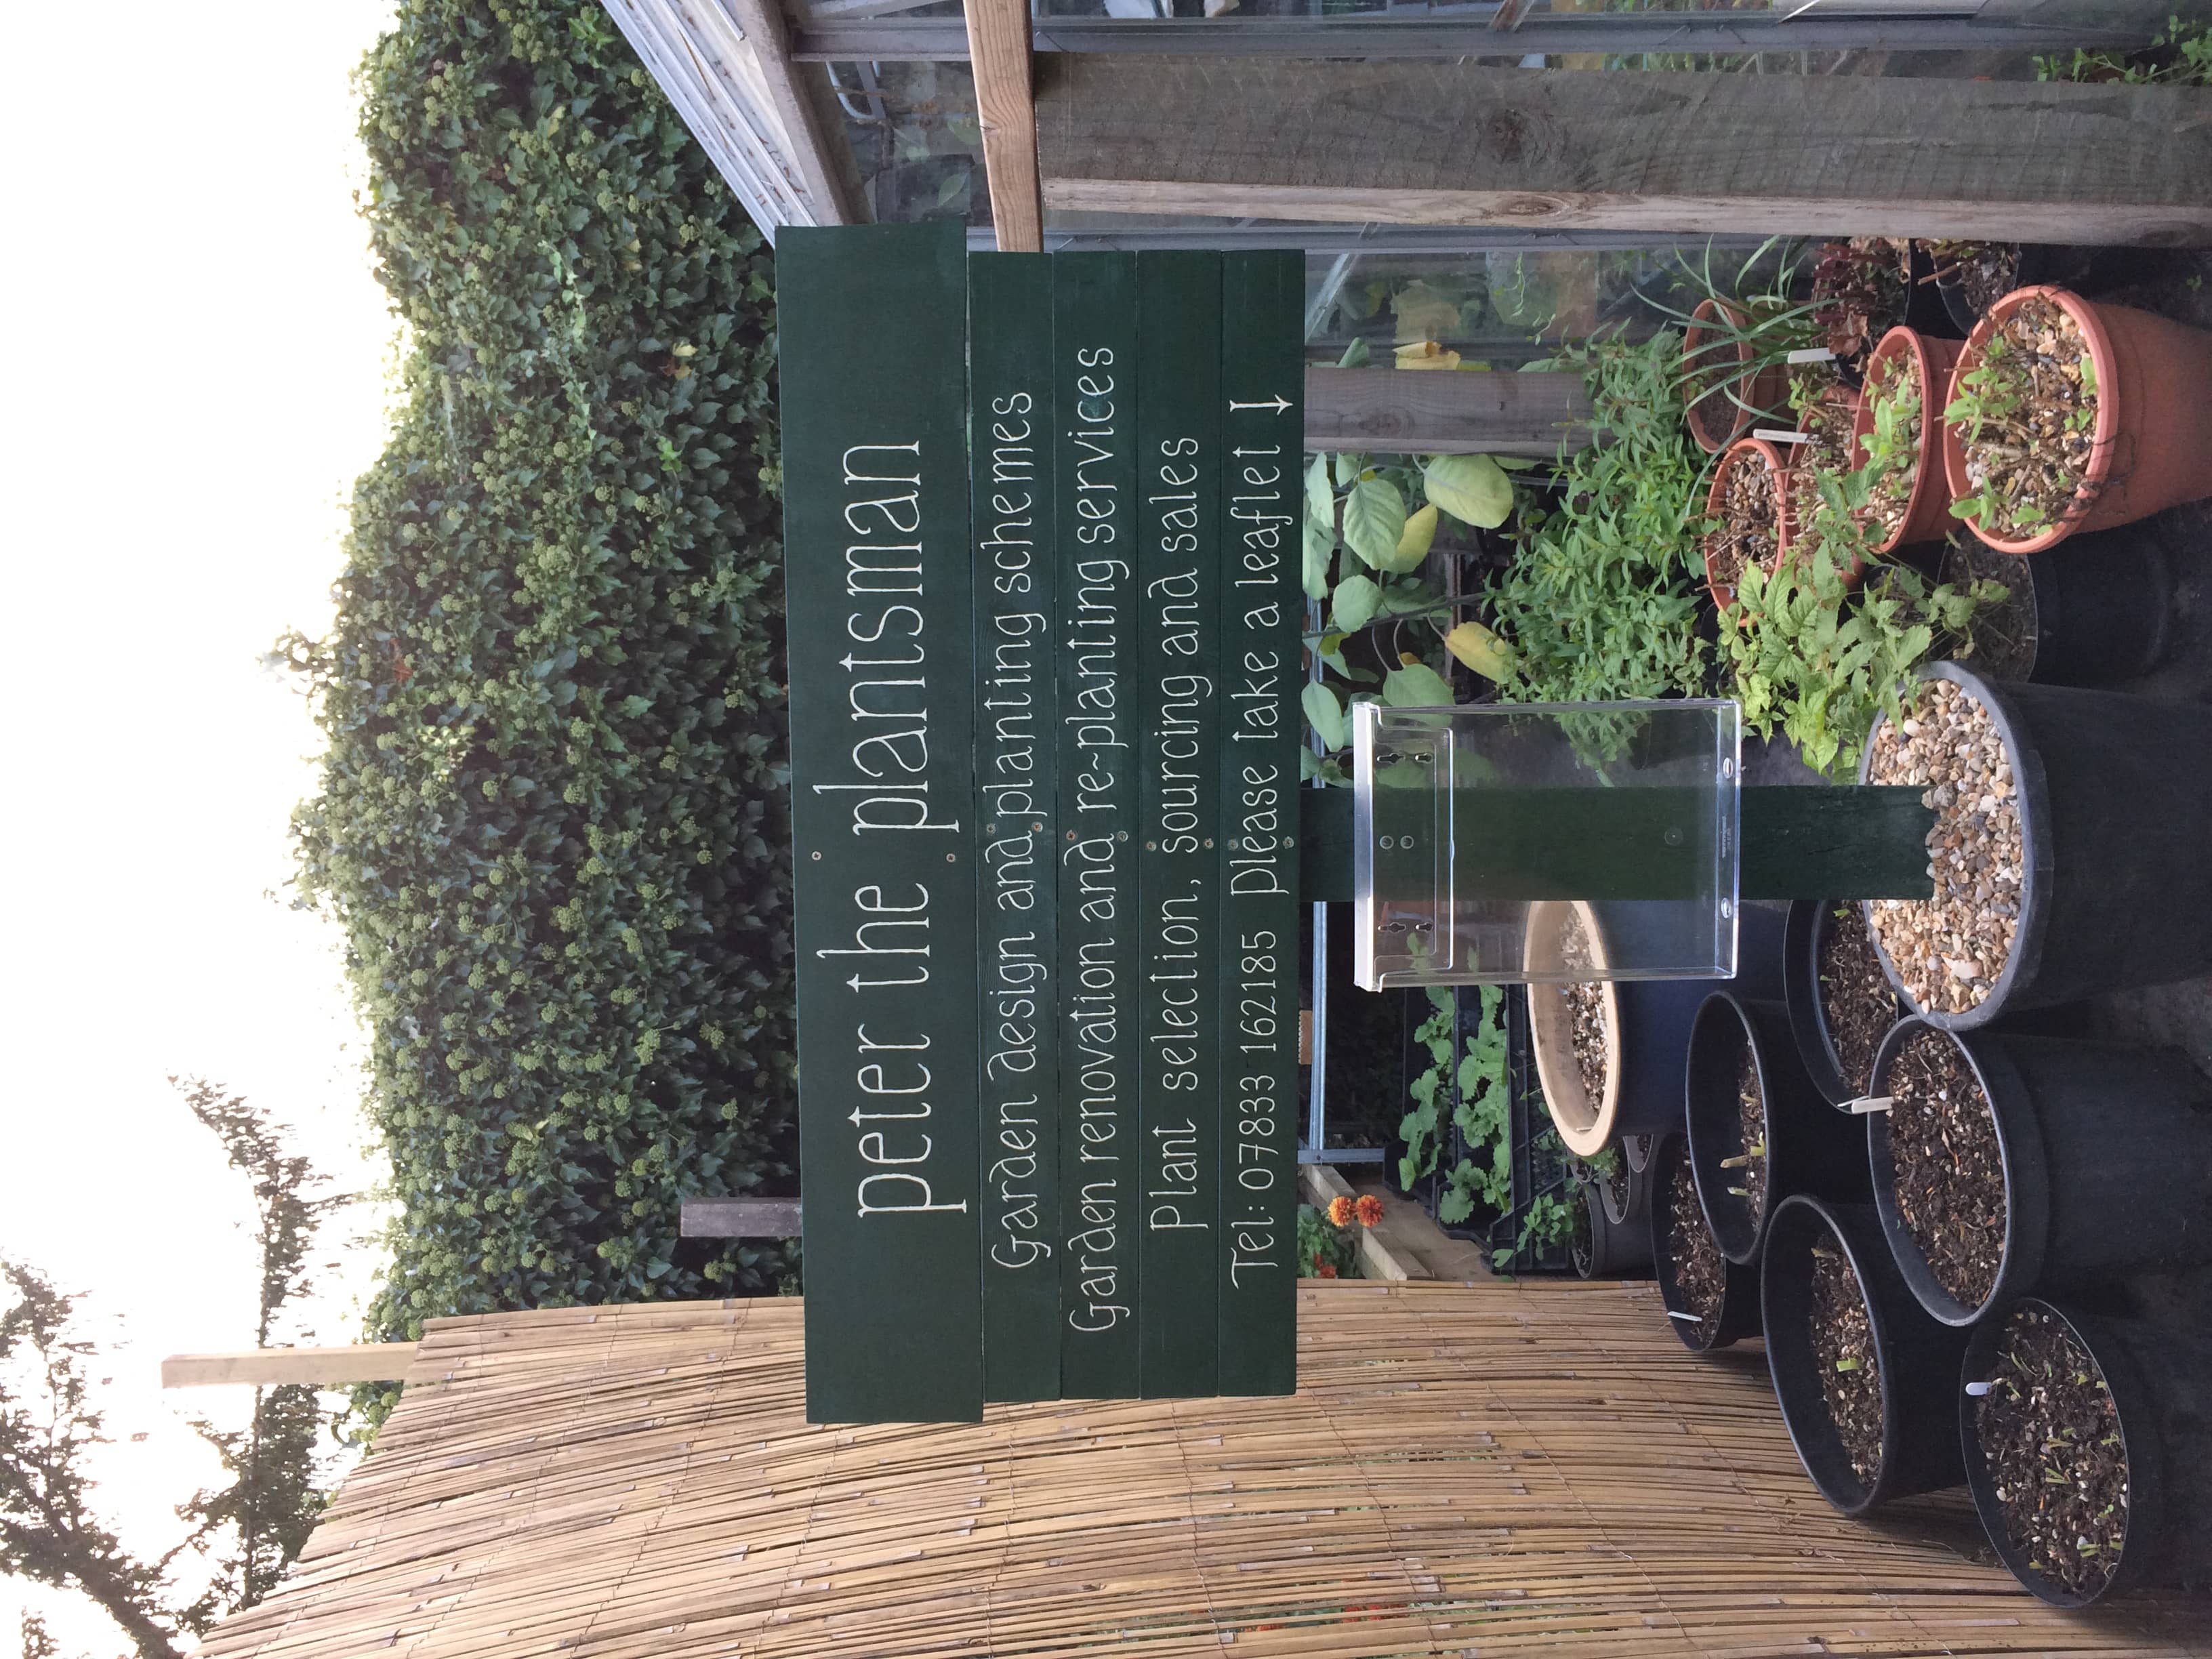 peter the plantsman
Garden design and planting schemes
Garden renovation and re~planting services
Plant selection, sourcing and sales
Tel: 07833 162185 please take a leaflet ↓